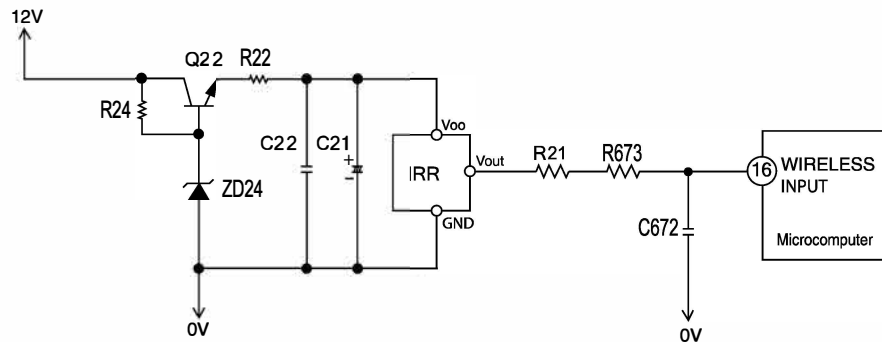 12V
Q22
R22
R24
C22
C21
+
-
ZD24
0V
Voo
IRR
Vout
GND
R21
R673
C672
0V
16
WIRELESS
INPUT
Microcomputer